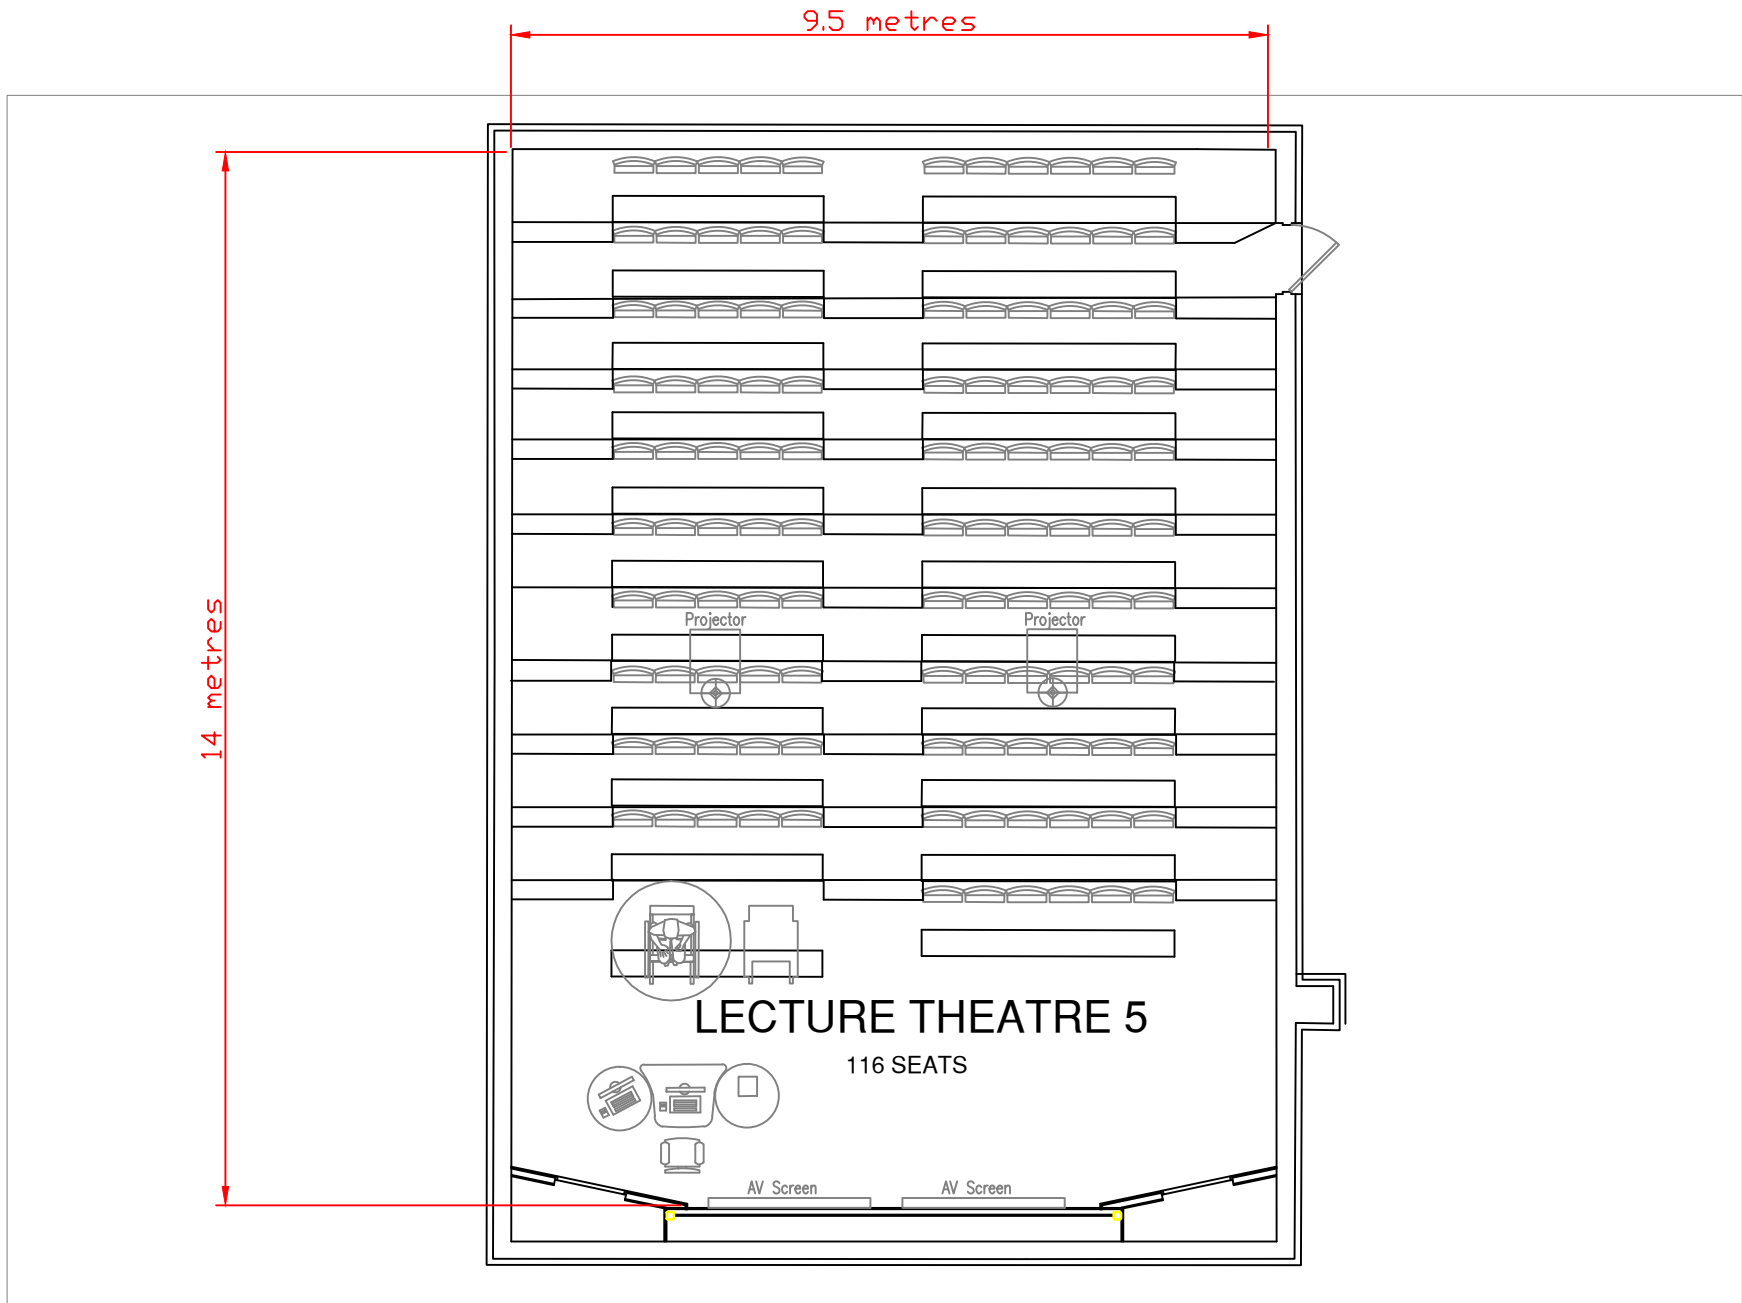 9.5 metres
14 metres
Projector
Projector
LECTURE THEATRE 5
116 SEATS
AV Screen
AV Screen